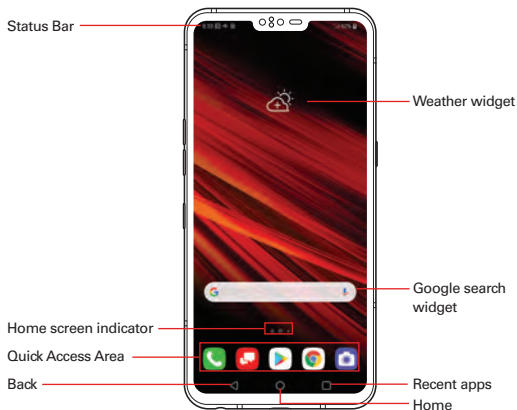 Status Bar
Weather widget
Google search
widget
Home screen indicator
Quick Access Area
Back
Recent apps
Home